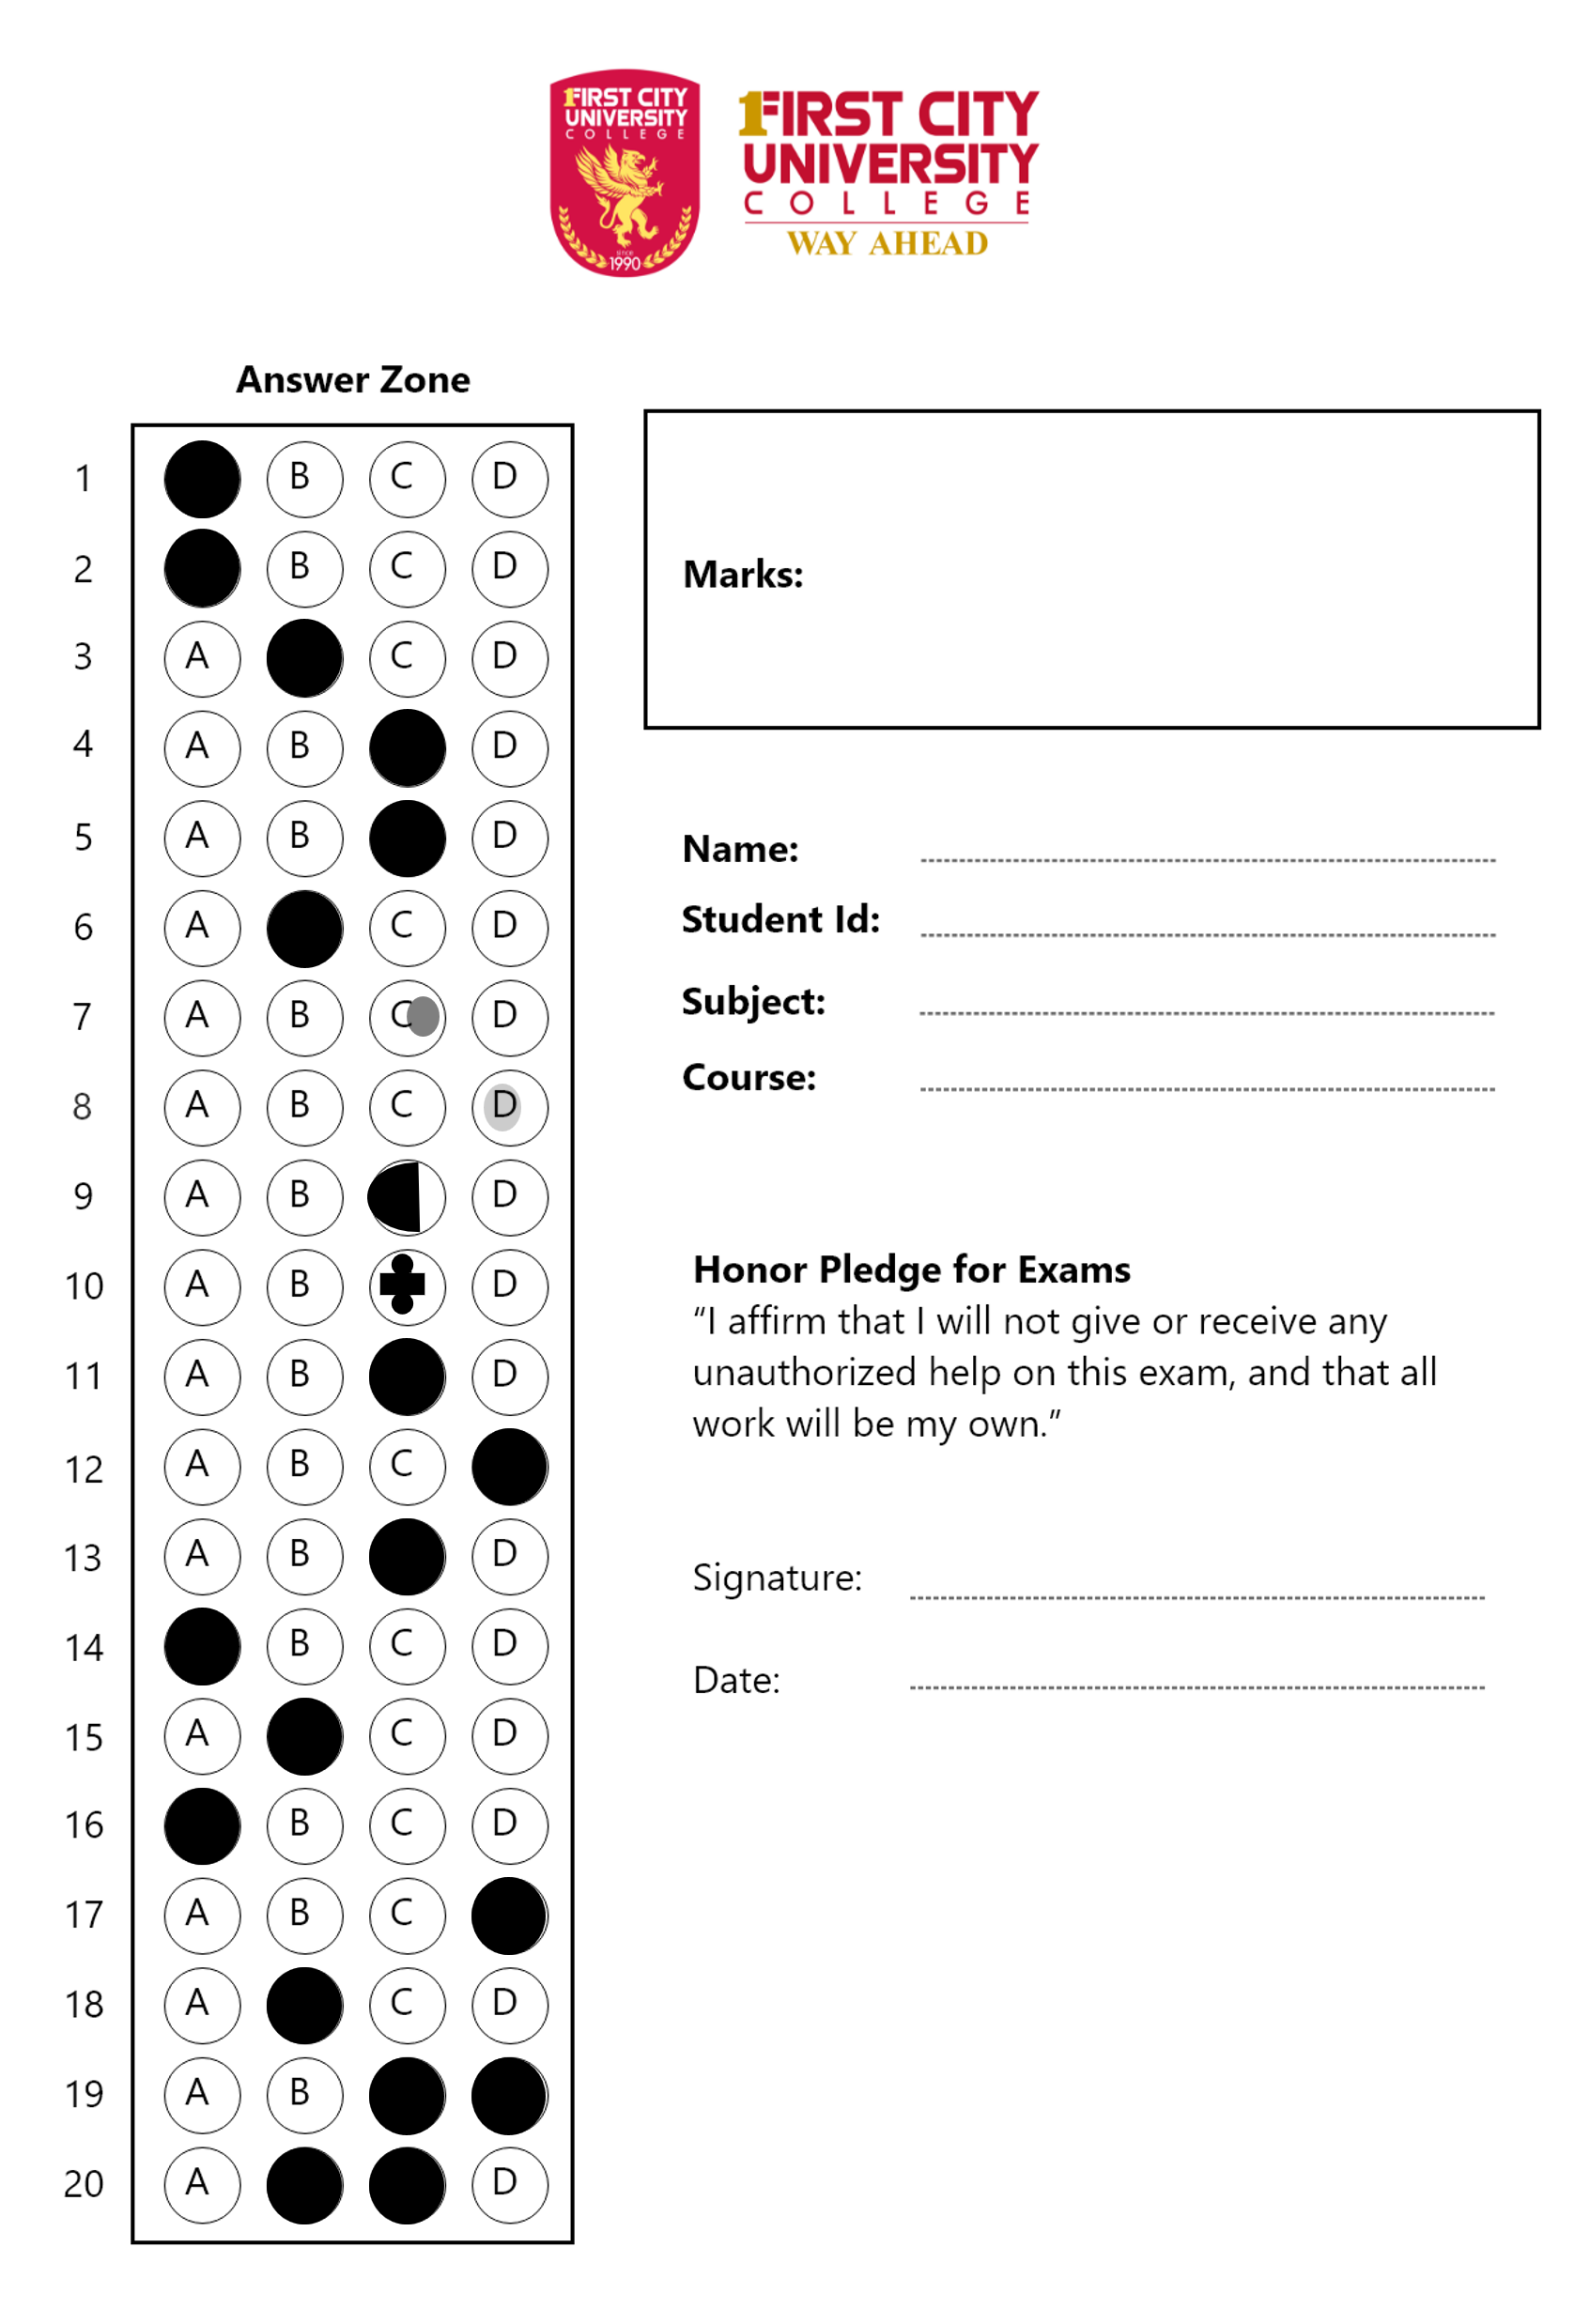 1FIRST CITY
UNIVERSITY
COLLEGE
SINCE
1990
1FIRST CITY
UNIVERSITY
COLLEGE
WAY AHEAD
Answer Zone
1 B C D
2 B C D
3 A C D
4 A B D
5 A B D
6 A C D
7 A B C D
8 A B C D
9 A B D
10 A B D
11 A B D
12 A B C
13 A B D
14 B C D
15 A C D
16 B C D
17 A B C
18 A C D
19 A B
20 A D
Marks:
Name:
Student Id:
Subject:
Course:
Honor Pledge for Exams
“I affirm that I will not give or receive any
unauthorized help on this exam, and that all
work will be my own.”
Signature:
Date: